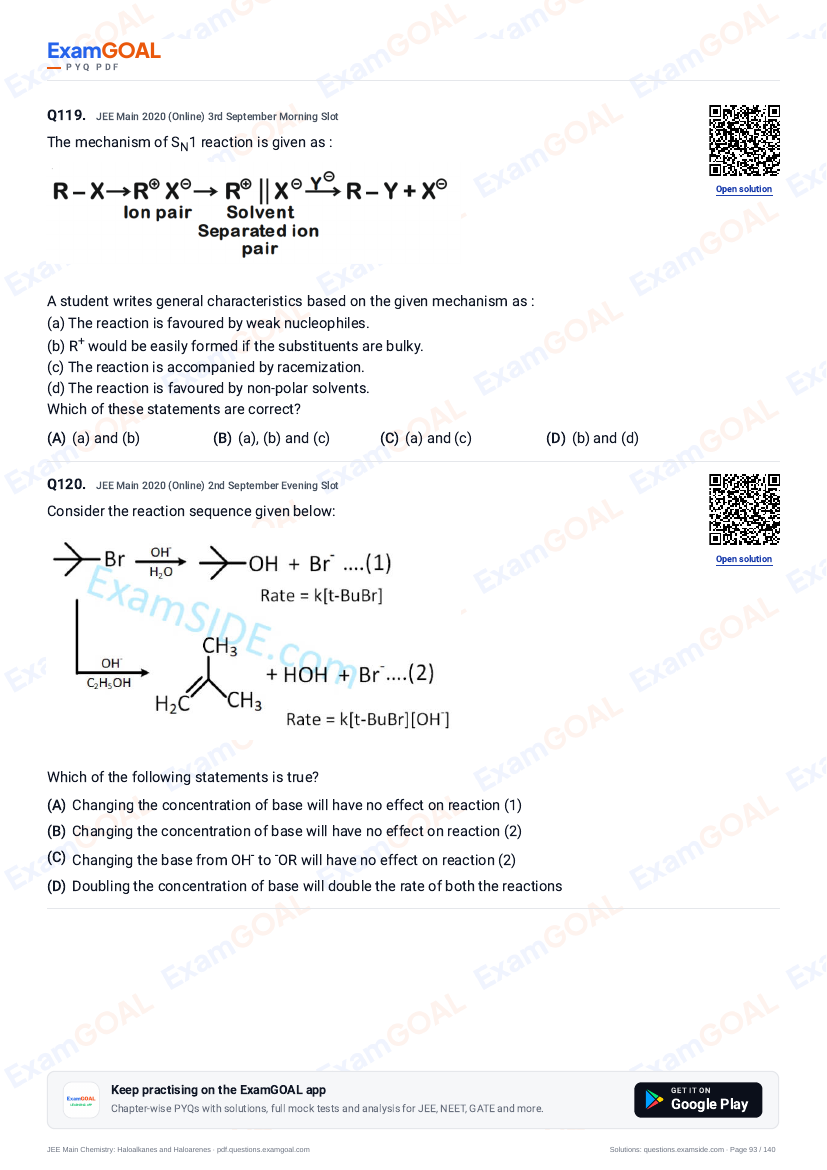 ExamGOAL
PYQ PDF
Q119. JEE Main 2020 (Online) 3rd September Morning Slot
The mechanism of S_N1 reaction is given as :
Open solution
R – X → R⊕ X⊖ → R⊕ || X⊖ Y⊖→ R – Y + X⊖
Ion pair Solvent
Separated ion
pair
A student writes general characteristics based on the given mechanism as :
(a) The reaction is favoured by weak nucleophiles.
(b) R⁺ would be easily formed if the substituents are bulky.
(c) The reaction is accompanied by racemization.
(d) The reaction is favoured by non-polar solvents.
Which of these statements are correct?
(A) (a) and (b) (B) (a), (b) and (c) (C) (a) and (c) (D) (b) and (d)
Q120. JEE Main 2020 (Online) 2nd September Evening Slot
Consider the reaction sequence given below:
Open solution
Br OH⁻ H₂O → OH + Br⁻ ....(1)
Rate = k[t-BuBr]
ExamSIDE.com
OH⁻
C₂H₅OH
CH₃
H₂C CH₃ + HOH + Br⁻....(2)
Rate = k[t-BuBr][OH⁻]
Which of the following statements is true?
(A) Changing the concentration of base will have no effect on reaction (1)
(B) Changing the concentration of base will have no effect on reaction (2)
(C) Changing the base from OH⁻ to ⁻OR will have no effect on reaction (2)
(D) Doubling the concentration of base will double the rate of both the reactions
Keep practising on the ExamGOAL app
Chapter-wise PYQs with solutions, full mock tests and analysis for JEE, NEET, GATE and more.
GET IT ON
Google Play
JEE Main Chemistry: Haloalkanes and Haloarenes · pdf.questions.examgoal.com
Solutions: questions.examside.com · Page 93 / 140